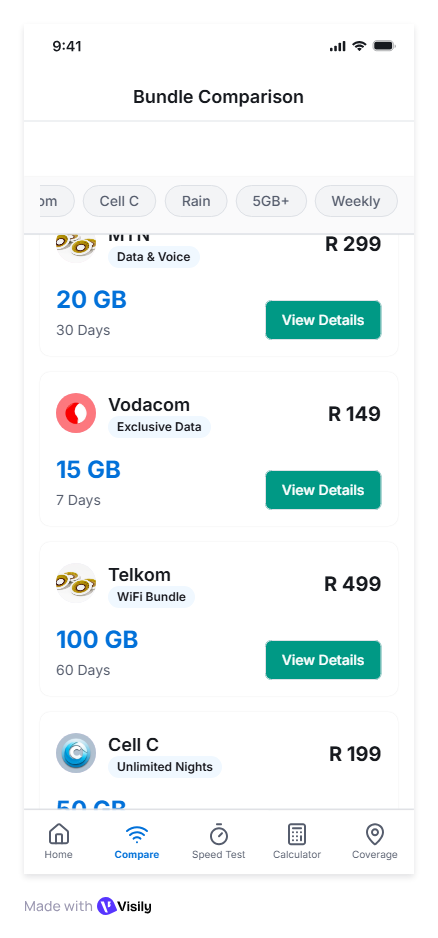 9:41
Bundle Comparison
om
Cell C
Rain
5GB+
Weekly
MTN
R 299
Data & Voice
20 GB
30 Days
View Details
Vodacom
R 149
Exclusive Data
15 GB
7 Days
View Details
Telkom
R 499
WiFi Bundle
100 GB
60 Days
View Details
Cell C
R 199
Unlimited Nights
50 GB
Home
Compare
Speed Test
Calculator
Coverage
Made with Visily